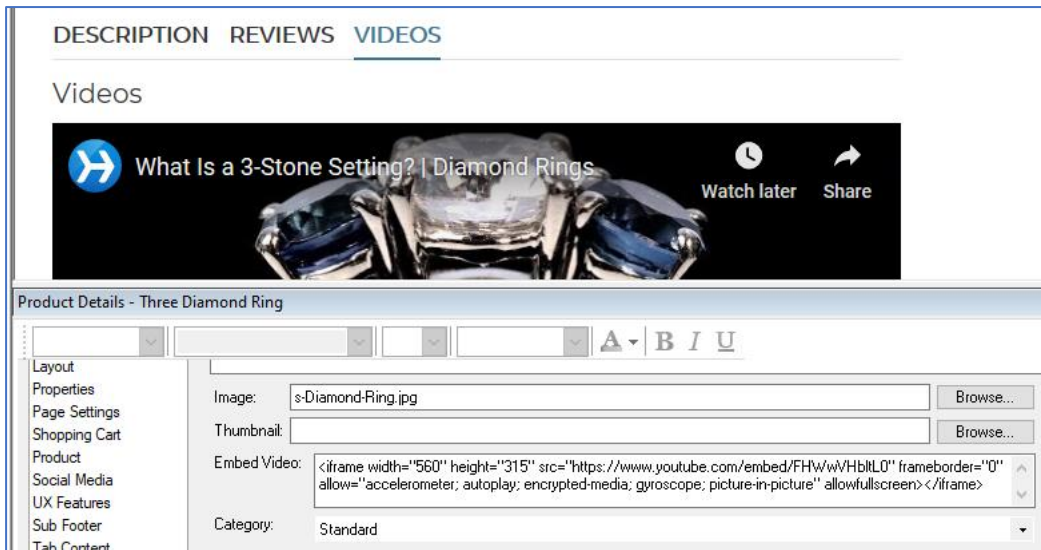 DESCRIPTION REVIEWS VIDEOS
Videos
What Is a 3-Stone Setting? | Diamond Rings
Watch later Share
Product Details - Three Diamond Ring
A B I U
Layout
Properties
Page Settings
Shopping Cart
Product
Social Media
UX Features
Sub Footer
Tab Content
Image: s-Diamond-Ring.jpg Browse...
Thumbnail: Browse...
Embed Video: <iframe width="560" height="315" src="https://www.youtube.com/embed/FHWwVHbltL0" frameborder="0"
allow="accelerometer; autoplay; encrypted-media; gyroscope; picture-in-picture" allowfullscreen></iframe>
Category: Standard